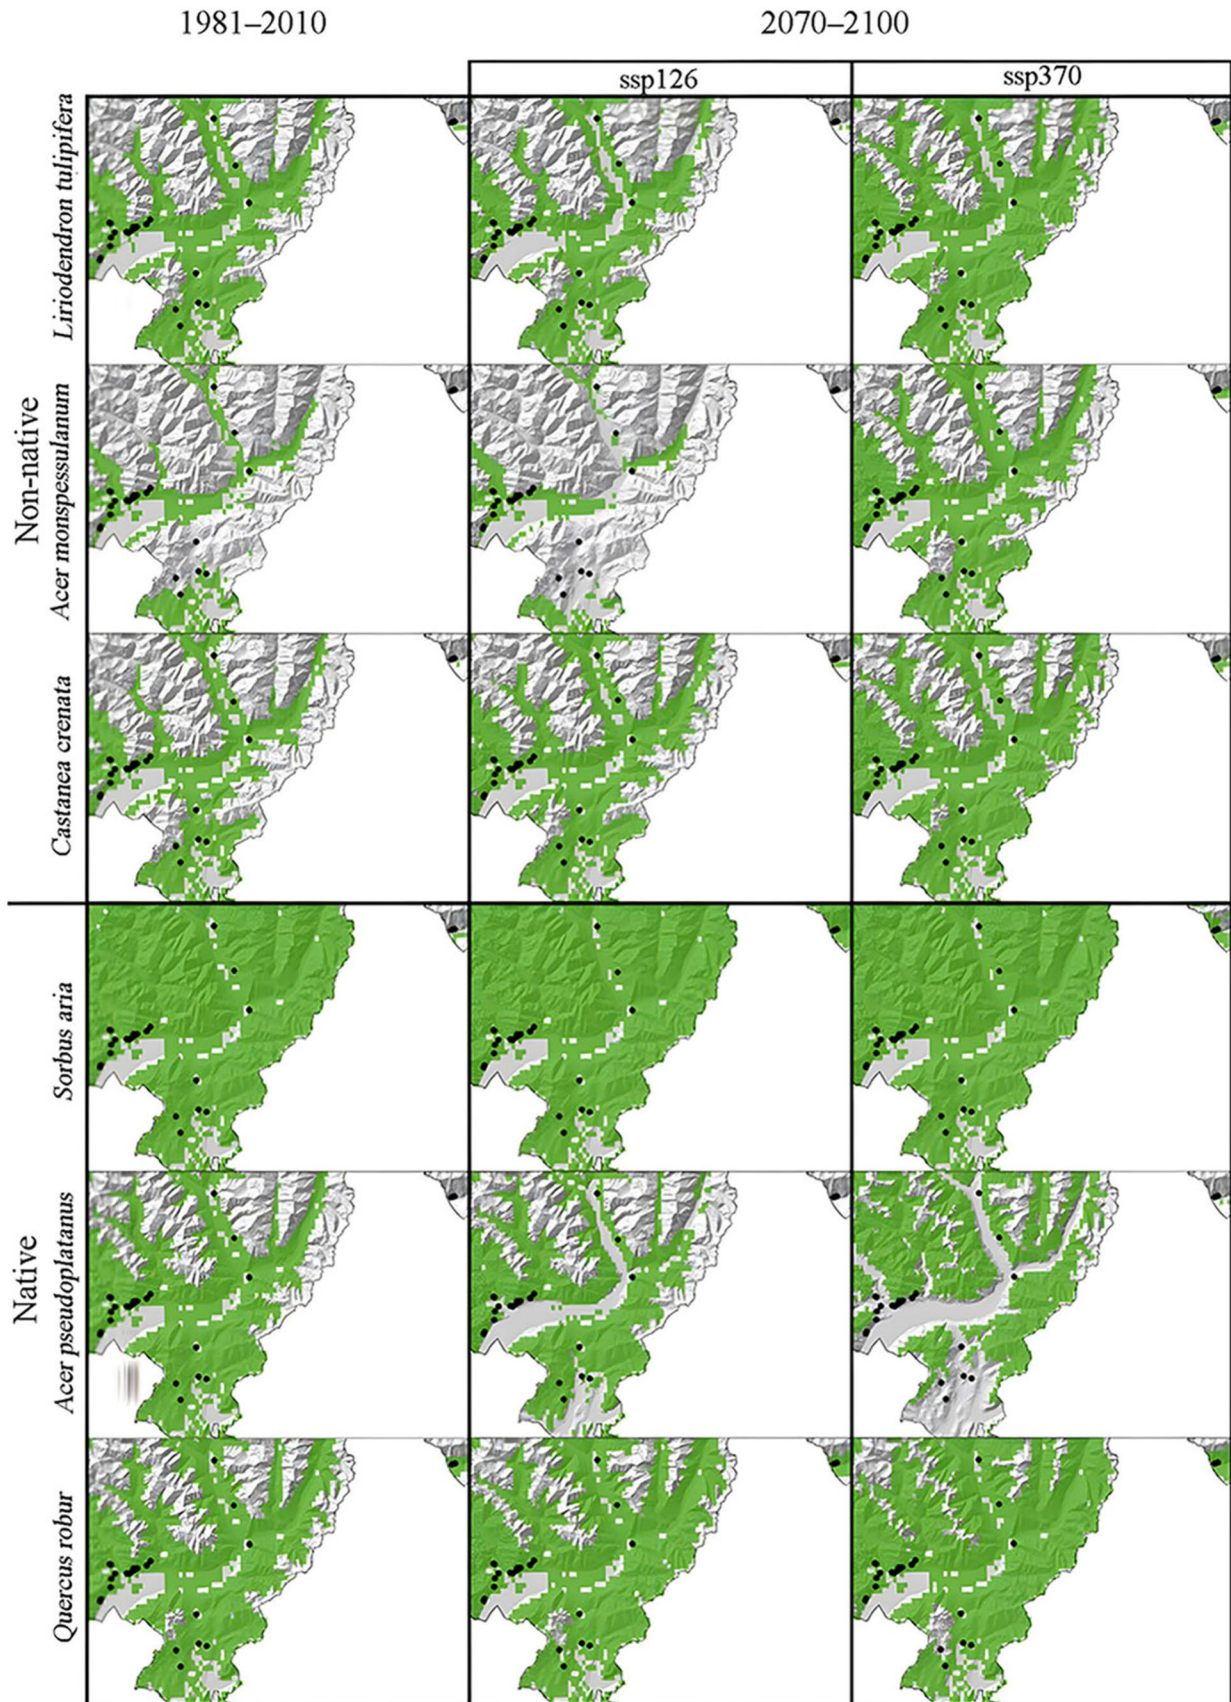 1981–2010
2070–2100
ssp126
ssp370
Non-native
Liriodendron tulipifera
Acer monspessulanum
Castanea crenata
Native
Sorbus aria
Acer pseudoplatanus
Quercus robur